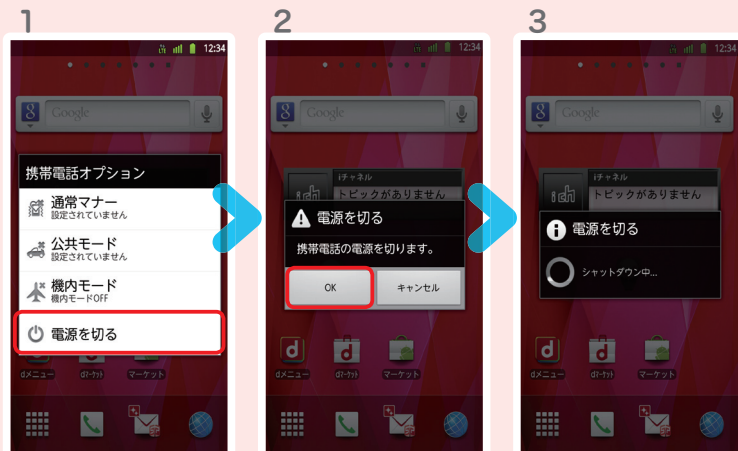 1
12:34
8 Google
携帯電話オプション
通常マナー
設定されていません
公共モード
設定されていません
機内モード
機内モードOFF
電源を切る
dメニュー
dマーケット
マーケット
2
12:34
8 Google
iチャネル
i ch
トピックがありません
電源を切る
携帯電話の電源を切ります。
OK
キャンセル
d
d
dメニュー
dマーケット
マーケット
3
12:34
8 Google
iチャネル
i ch
トピックがありません
電源を切る
シャットダウン中...
d
d
dメニュー
dマーケット
マーケット